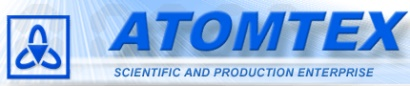 ATOMTEX
SCIENTIFIC AND PRODUCTION ENTERPRISE